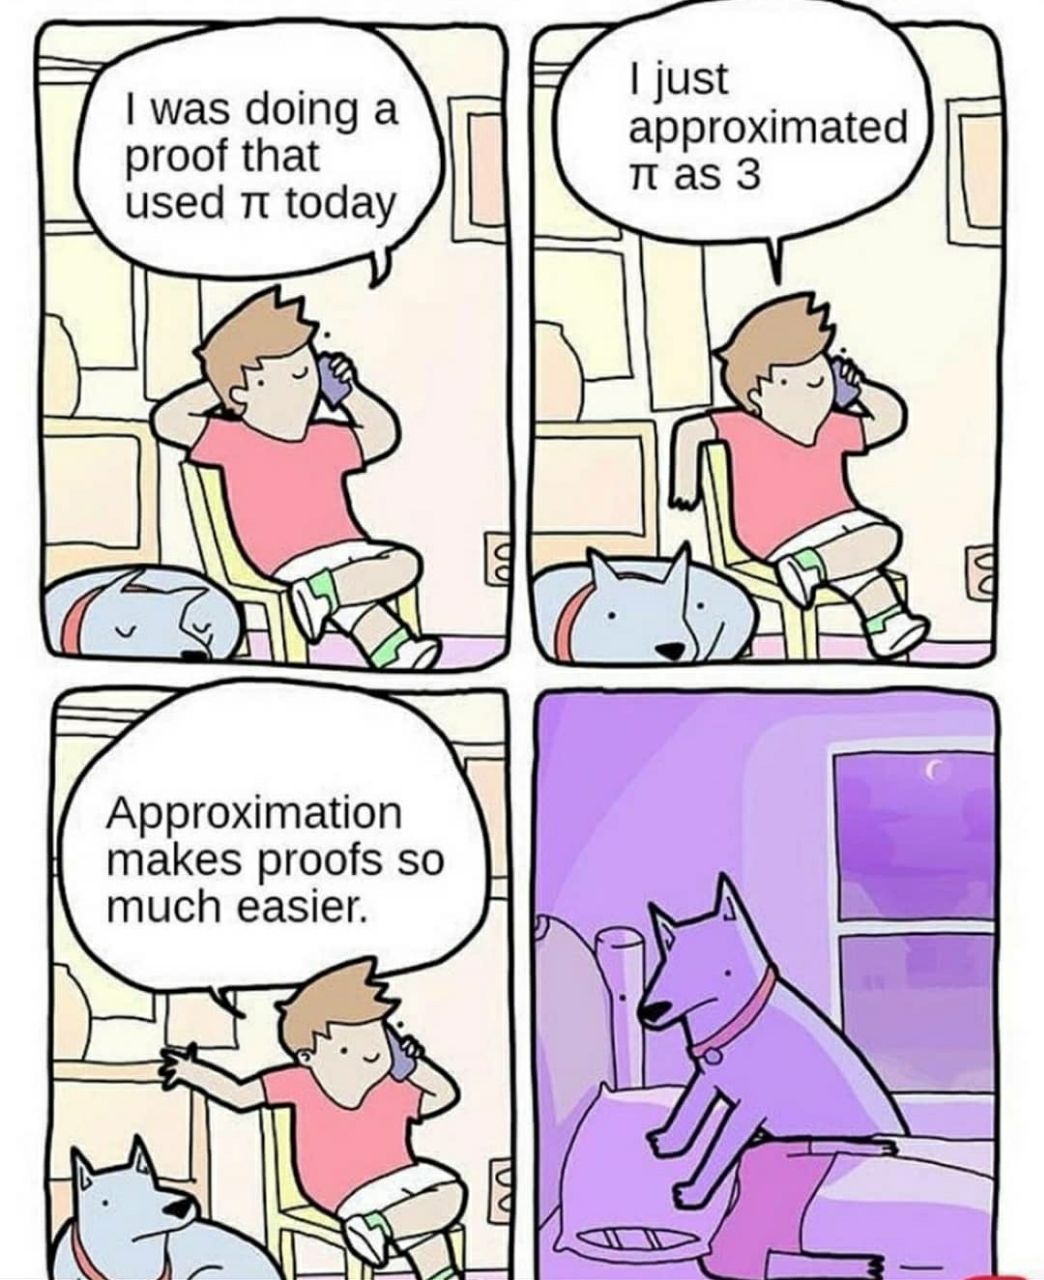 I was doing a
proof that
used π today
I just
approximated
π as 3
Approximation
makes proofs so
much easier.